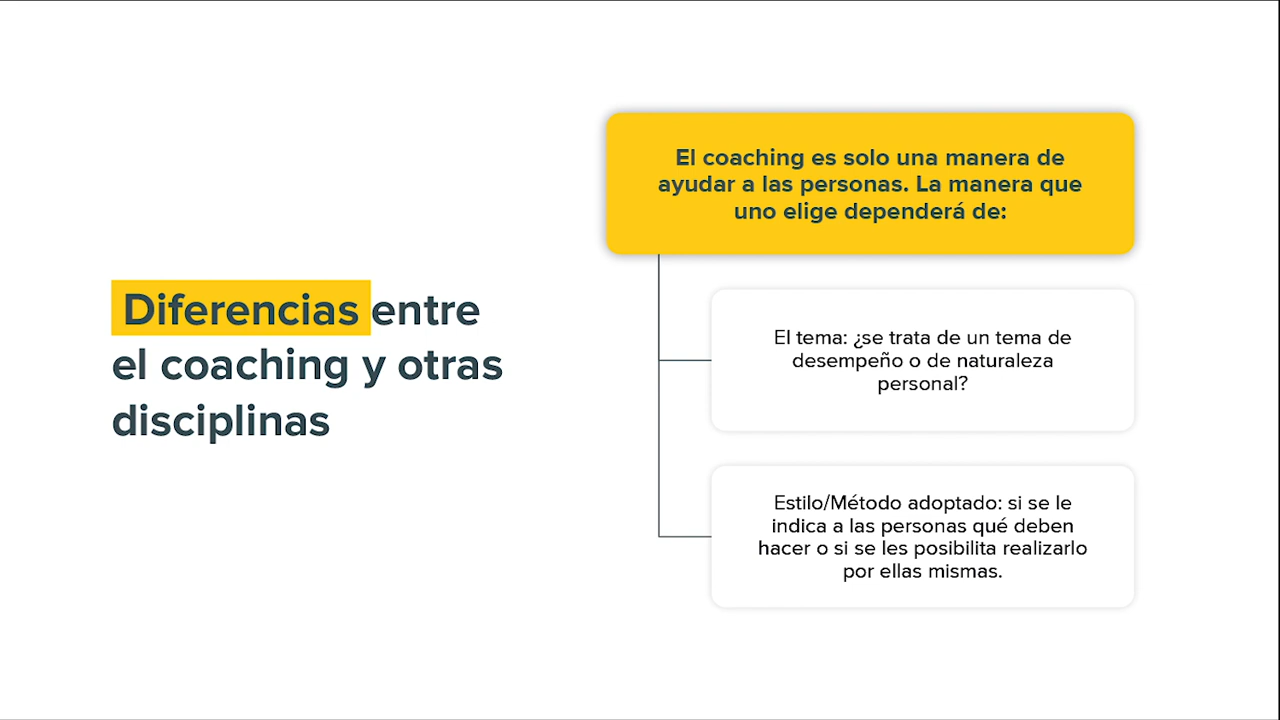 Diferencias entre
el coaching y otras
disciplinas
El coaching es solo una manera de
ayudar a las personas. La manera que
uno elige dependerá de:
El tema: ¿se trata de un tema de
desempeño o de naturaleza
personal?
Estilo/Método adoptado: si se le
indica a las personas qué deben
hacer o si se les posibilita realizarlo
por ellas mismas.